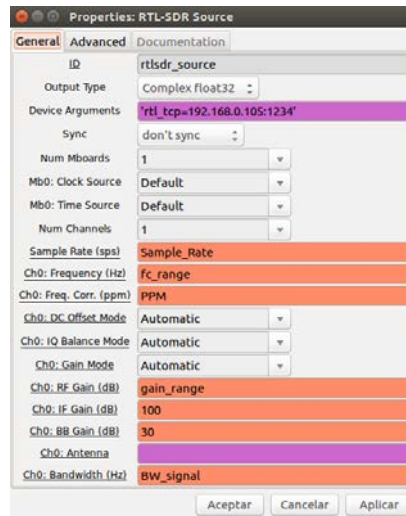 Properties: RTL-SDR Source
General Advanced Documentation
ID rtlsdr_source
Output Type Complex float32
Device Arguments 'rtl_tcp=192.168.0.105:1234'
Sync don't sync
Num Mboards 1
Mb0: Clock Source Default
Mb0: Time Source Default
Num Channels 1
Sample Rate (sps) Sample_Rate
Ch0: Frequency (Hz) fc_range
Ch0: Freq. Corr. (ppm) PPM
Ch0: DC Offset Mode Automatic
Ch0: IQ Balance Mode Automatic
Ch0: Gain Mode Automatic
Ch0: RF Gain (dB) gain_range
Ch0: IF Gain (dB) 100
Ch0: BB Gain (dB) 30
Ch0: Antenna
Ch0: Bandwidth (Hz) BW_signal
Aceptar Cancelar Aplicar